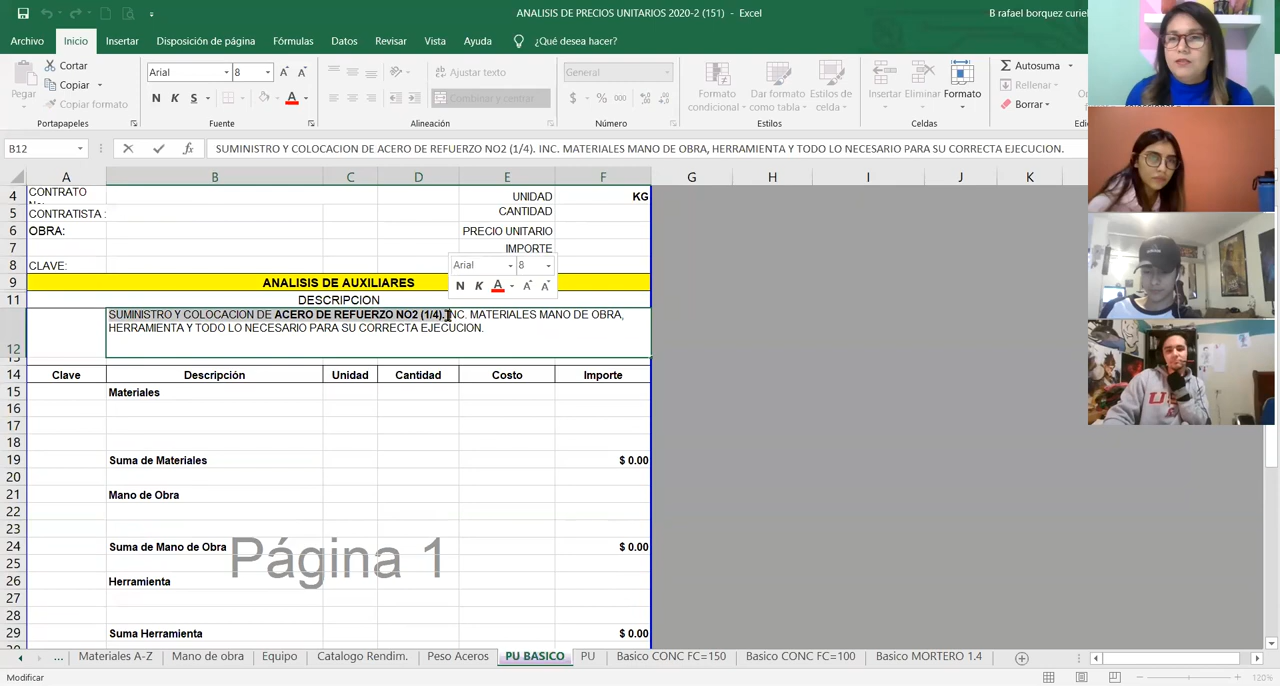 ANALISIS DE PRECIOS UNITARIOS 2020-2 (151) - Excel
B rafael borquez curiel
Archivo Inicio Insertar Disposición de página Fórmulas Datos Revisar Vista Ayuda ¿Qué desea hacer?
Pegar
Cortar
Copiar
Copiar formato
Portapapeles
Arial 8
N K S
Fuente
Ajustar texto
Combinar y centrar
Alineación
General
$ % 000
Número
Formato condicional
Dar formato como tabla
Estilos de celda
Estilos
Insertar Eliminar Formato
Celdas
Autosuma
Rellenar
Borrar
B12
SUMINISTRO Y COLOCACION DE ACERO DE REFUERZO NO2 (1/4). INC. MATERIALES MANO DE OBRA, HERRAMIENTA Y TODO LO NECESARIO PARA SU CORRECTA EJECUCION.
A B C D E F G H I J K
4 CONTRATO UNIDAD KG
5 CONTRATISTA : CANTIDAD
6 OBRA: PRECIO UNITARIO
7 IMPORTE
8 CLAVE:
Arial 8
N K A
9 ANALISIS DE AUXILIARES
11 DESCRIPCION
SUMINISTRO Y COLOCACION DE ACERO DE REFUERZO NO2 (1/4). INC. MATERIALES MANO DE OBRA,
HERRAMIENTA Y TODO LO NECESARIO PARA SU CORRECTA EJECUCION.
12
14 Clave Descripción Unidad Cantidad Costo Importe
15 Materiales
16
17
18
19 Suma de Materiales $ 0.00
20
21 Mano de Obra
22
23
24 Suma de Mano de Obra $ 0.00
25
Página 1
26 Herramienta
27
28
29 Suma Herramienta $ 0.00
... Materiales A-Z Mano de obra Equipo Catalogo Rendim. Peso Aceros PU BASICO PU Basico CONC FC=150 Basico CONC FC=100 Basico MORTERO 1.4
Modificar
120%